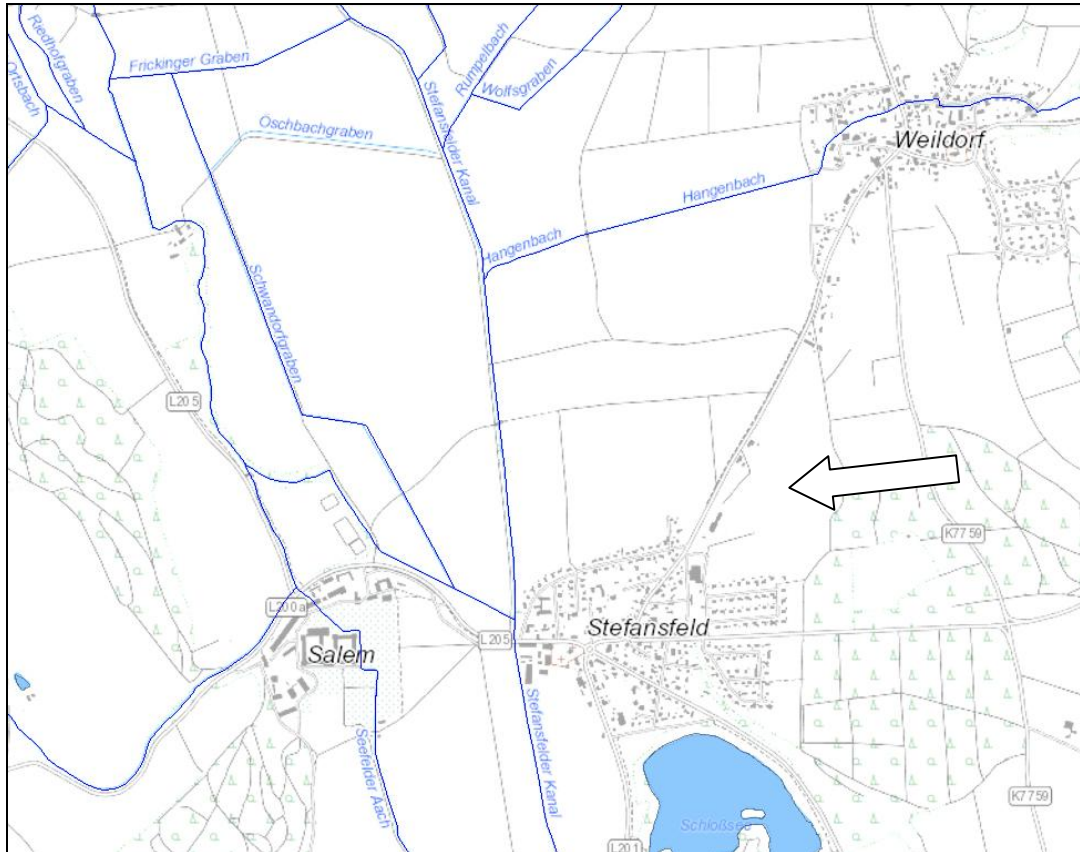 Riedhofgraben
Ortsbach
Frickinger Graben
Rumpelbach
Wolfsgraben
Stefansfelder Kanal
Oschbachgraben
Weildorf
Hangenbach
Hangenbach
Schwandorfgraben
L205
K7759
L200a
Stefansfeld
L205
Salem
Stefansfelder Kanal
Seefelder Aach
K7759
Schloßsee
L201